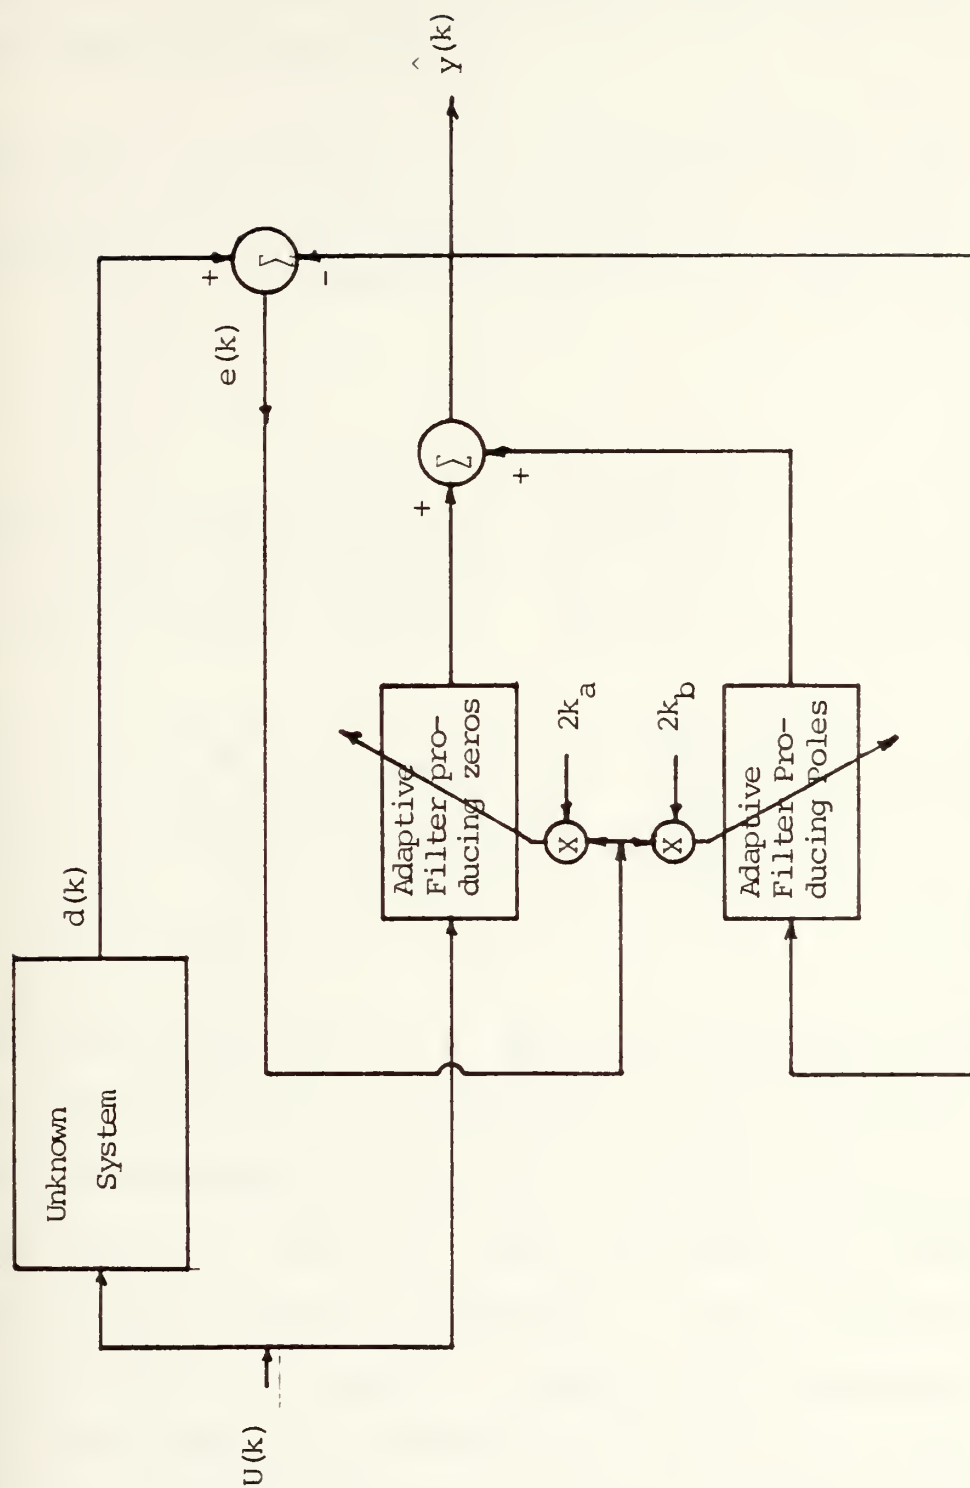 U(k)
Unknown
System
d(k)
e(k)
+
Σ
-
Adaptive
Filter pro-
ducing zeros
+
Σ
+
ŷ(k)
X
2k_a
X
2k_b
Adaptive
Filter Pro-
ducing Poles